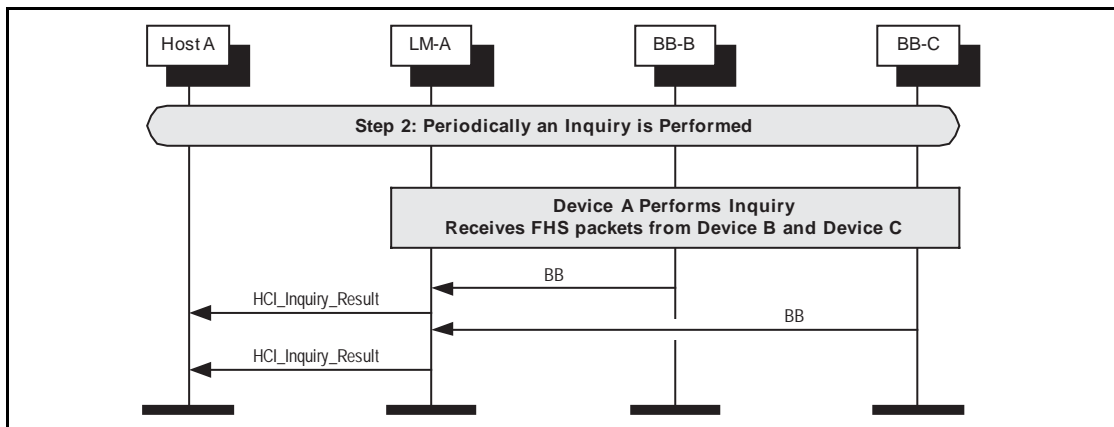 Host A
LM-A
BB-B
BB-C
Step 2: Periodically an Inquiry is Performed
Device A Performs Inquiry
Receives FHS packets from Device B and Device C
BB
HCI_Inquiry_Result
BB
HCI_Inquiry_Result